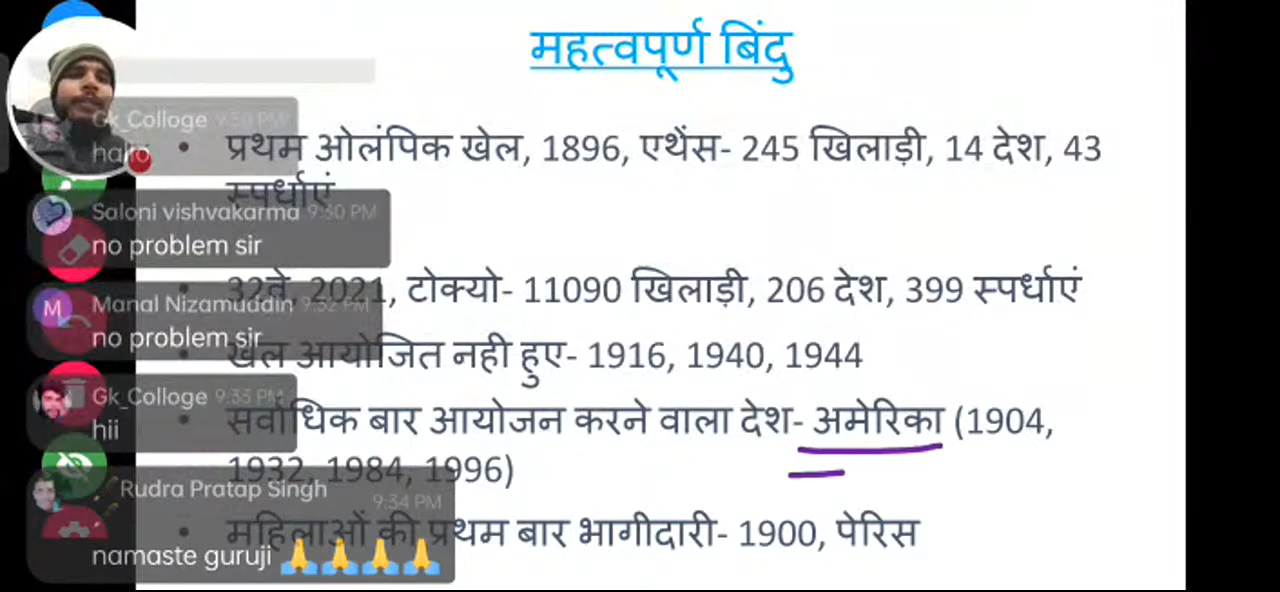 महत्वपूर्ण बिंदु
Gk_Colloge 9:30 PM
hallo
• प्रथम ओलंपिक खेल, 1896, एथेंस- 245 खिलाड़ी, 14 देश, 43
स्पर्धाएं
Saloni vishvakarma 9:30 PM
no problem sir
• 32वे, 2021, टोक्यो- 11090 खिलाड़ी, 206 देश, 399 स्पर्धाएं
Manal Nizamuddin 9:32 PM
no problem sir
• खेल आयोजित नही हुए- 1916, 1940, 1944
Gk_Colloge 9:33 PM
hii
• सर्वाधिक बार आयोजन करने वाला देश- अमेरिका (1904,
1932, 1984, 1996)
Rudra Pratap Singh
9:34 PM
• महिलाओं की प्रथम बार भागीदारी- 1900, पेरिस
namaste guruji 🙏🙏🙏🙏